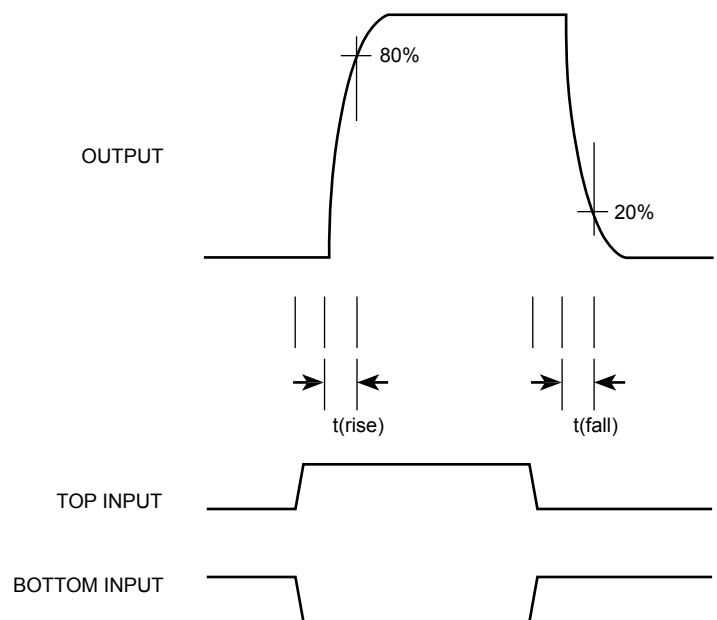 80%
OUTPUT
20%
t(rise)
t(fall)
TOP INPUT
BOTTOM INPUT